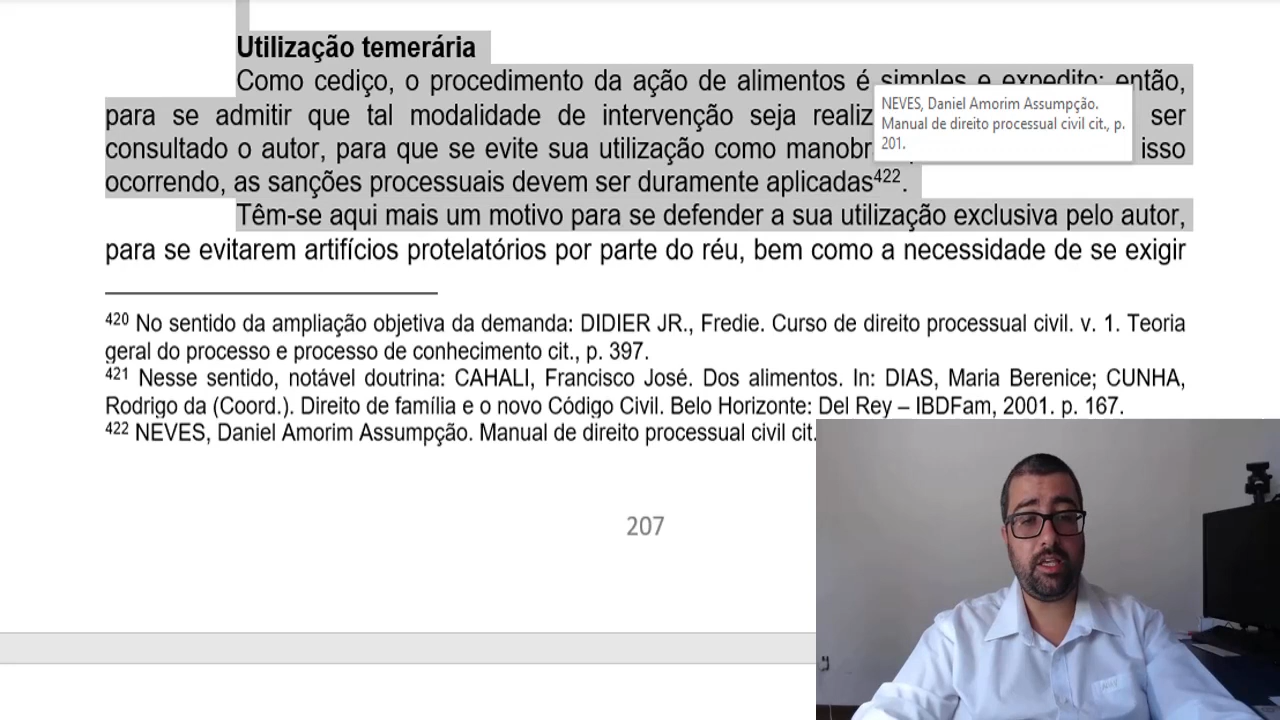 Utilização temerária
Como cediço, o procedimento da ação de alimentos é simples e expedito; então,
para se admitir que tal modalidade de intervenção seja realiz ser
consultado o autor, para que se evite sua utilização como manobr isso
ocorrendo, as sanções processuais devem ser duramente aplicadas422.
Têm-se aqui mais um motivo para se defender a sua utilização exclusiva pelo autor,
para se evitarem artifícios protelatórios por parte do réu, bem como a necessidade de se exigir
NEVES, Daniel Amorim Assumpção.
Manual de direito processual civil cit., p.
201.
420 No sentido da ampliação objetiva da demanda: DIDIER JR., Fredie. Curso de direito processual civil. v. 1. Teoria
geral do processo e processo de conhecimento cit., p. 397.
421 Nesse sentido, notável doutrina: CAHALI, Francisco José. Dos alimentos. In: DIAS, Maria Berenice; CUNHA,
Rodrigo da (Coord.). Direito de família e o novo Código Civil. Belo Horizonte: Del Rey – IBDFam, 2001. p. 167.
422 NEVES, Daniel Amorim Assumpção. Manual de direito processual civil cit.
207